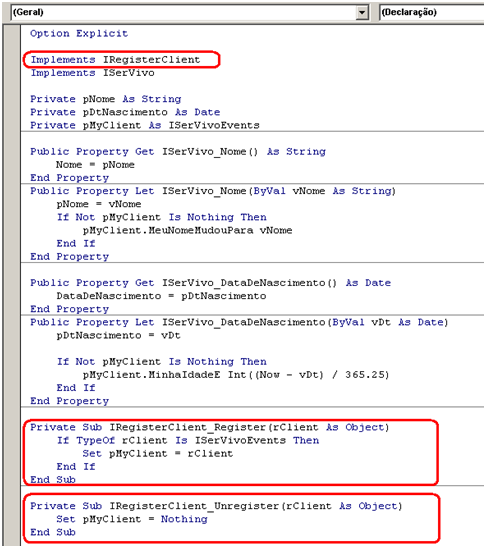 (Geral) (Declaração)
Option Explicit
Implements IRegisterClient
Implements ISerVivo
Private pNome As String
Private pDtNascimento As Date
Private pMyClient As ISerVivoEvents
Public Property Get ISerVivo_Nome() As String
Nome = pNome
End Property
Public Property Let ISerVivo_Nome(ByVal vNome As String)
pNome = vNome
If Not pMyClient Is Nothing Then
pMyClient.MeuNomeMudouPara vNome
End If
End Property
Public Property Get ISerVivo_DataDeNascimento() As Date
DataDeNascimento = pDtNascimento
End Property
Public Property Let ISerVivo_DataDeNascimento(ByVal vDt As Date)
pDtNascimento = vDt
If Not pMyClient Is Nothing Then
pMyClient.MinhaIdadeE Int((Now - vDt) / 365.25)
End If
End Property
Private Sub IRegisterClient_Register(rClient As Object)
If TypeOf rClient Is ISerVivoEvents Then
Set pMyClient = rClient
End If
End Sub
Private Sub IRegisterClient_Unregister(rClient As Object)
Set pMyClient = Nothing
End Sub